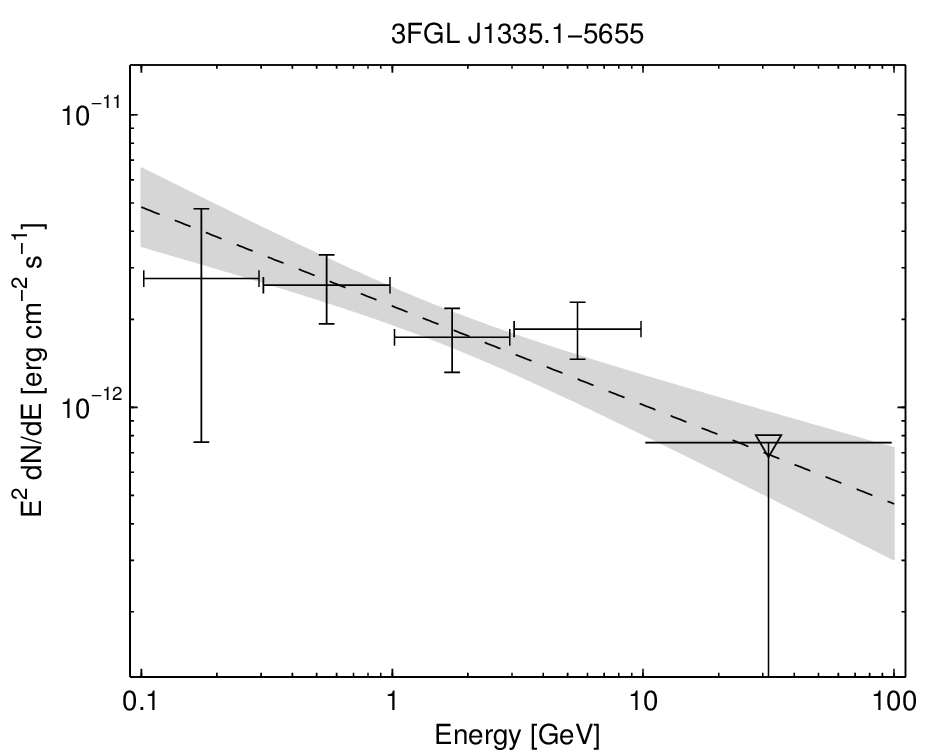 3FGL J1335.1−5655
10⁻¹¹
10⁻¹²
E² dN/dE [erg cm⁻² s⁻¹]
0.1 1 10 100
Energy [GeV]